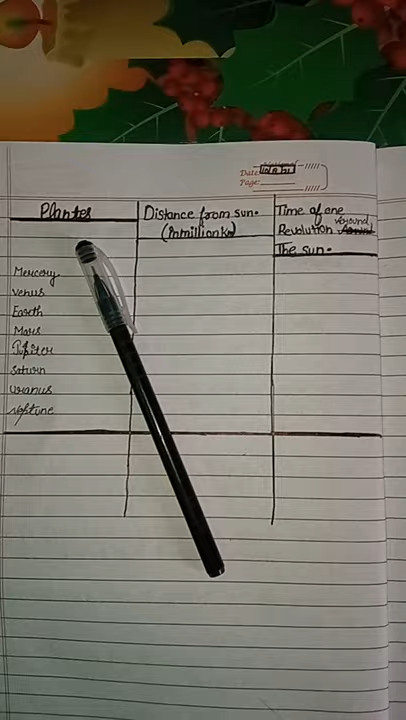 Date:
Page:
Plantes
Distance from sun.
(in million km)
Time of one
Revolution around
The sun.
Mercury
Venus
Earth
Mars
Jupiter
Saturn
Uranus
Neptune